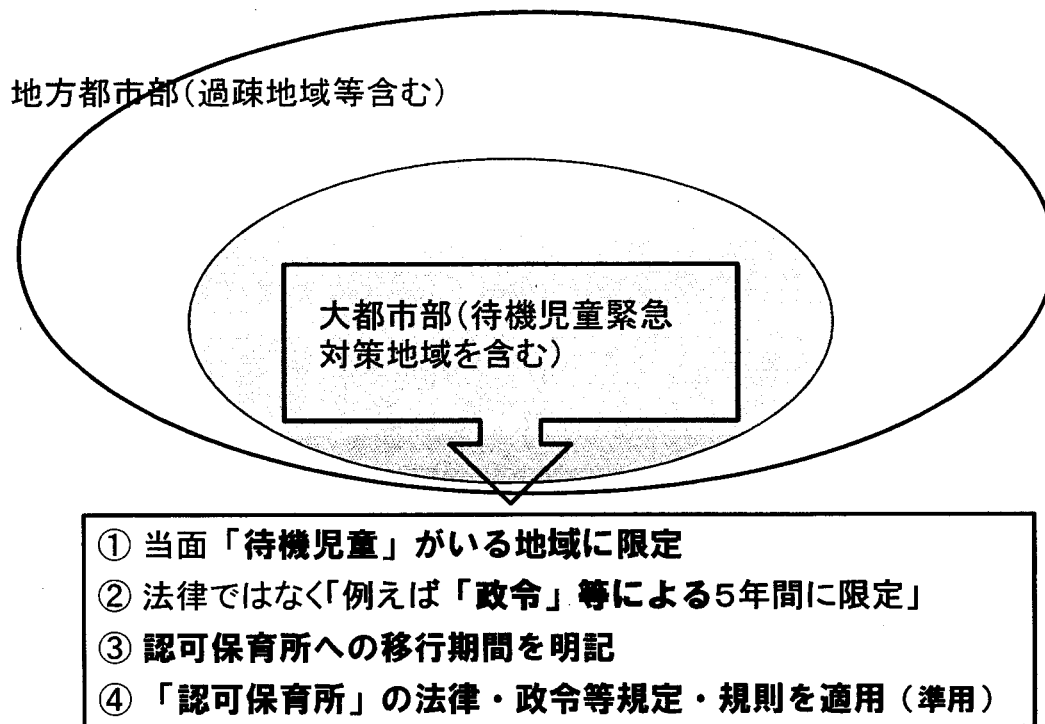 地方都市部(過疎地域等含む)
大都市部(待機児童緊急
対策地域を含む)
① 当面「待機児童」がいる地域に限定
② 法律ではなく「例えば「政令」等による5年間に限定」
③ 認可保育所への移行期間を明記
④ 「認可保育所」の法律・政令等規定・規則を適用(準用)